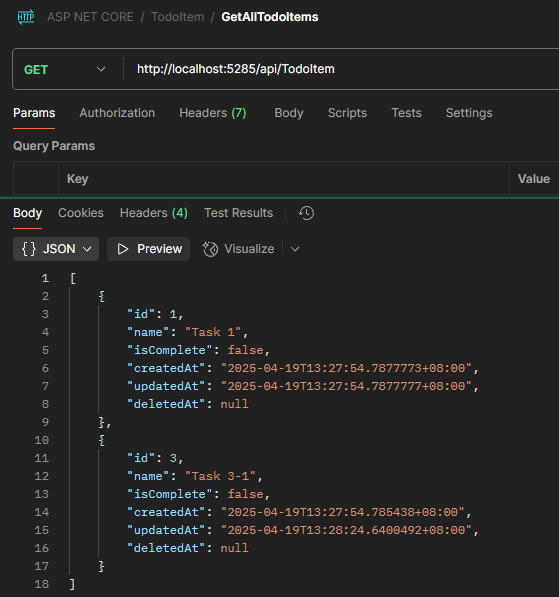 HTTP ASP NET CORE / TodoItem / GetAllTodoItems
GET http://localhost:5285/api/TodoItem
Params Authorization Headers (7) Body Scripts Tests Settings
Query Params
Key Value
Body Cookies Headers (4) Test Results
{ } JSON Preview Visualize
1 [
2 {
3 "id": 1,
4 "name": "Task 1",
5 "isComplete": false,
6 "createdAt": "2025-04-19T13:27:54.7877773+08:00",
7 "updatedAt": "2025-04-19T13:27:54.7877777+08:00",
8 "deletedAt": null
9 },
10 {
11 "id": 3,
12 "name": "Task 3-1",
13 "isComplete": false,
14 "createdAt": "2025-04-19T13:27:54.785438+08:00",
15 "updatedAt": "2025-04-19T13:28:24.6400492+08:00",
16 "deletedAt": null
17 }
18 ]